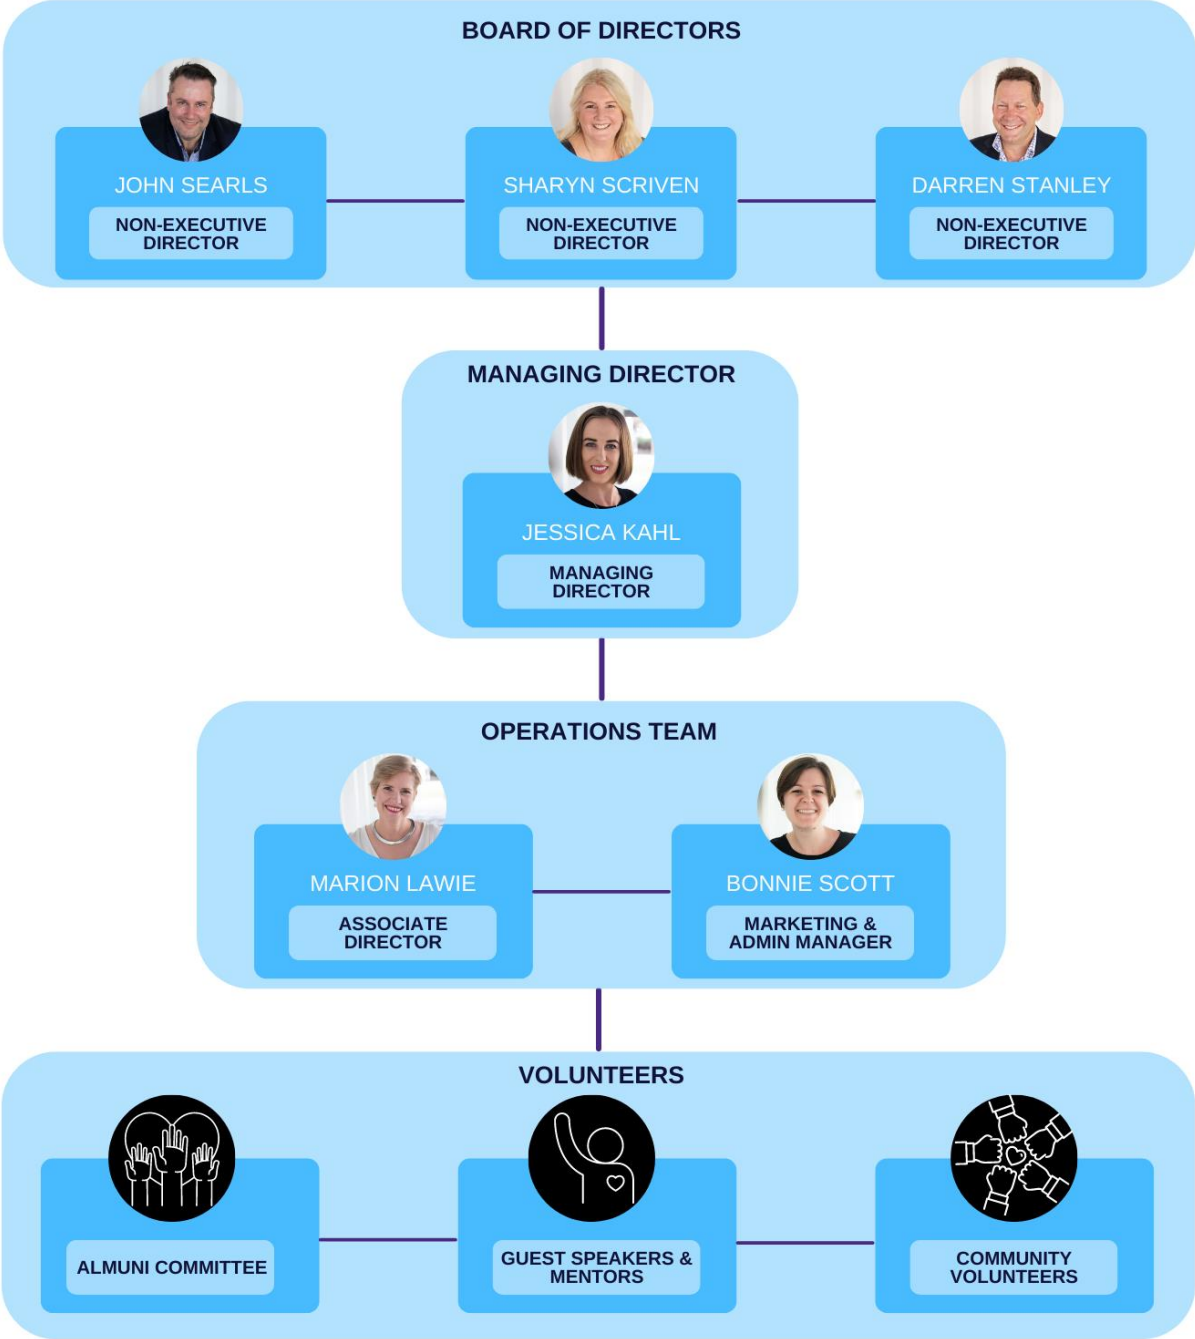 BOARD OF DIRECTORS
JOHN SEARLS
NON-EXECUTIVE
DIRECTOR
SHARYN SCRIVEN
NON-EXECUTIVE
DIRECTOR
DARREN STANLEY
NON-EXECUTIVE
DIRECTOR
MANAGING DIRECTOR
JESSICA KAHL
MANAGING
DIRECTOR
OPERATIONS TEAM
MARION LAWIE
ASSOCIATE
DIRECTOR
BONNIE SCOTT
MARKETING &
ADMIN MANAGER
VOLUNTEERS
ALMUNI COMMITTEE
GUEST SPEAKERS &
MENTORS
COMMUNITY
VOLUNTEERS